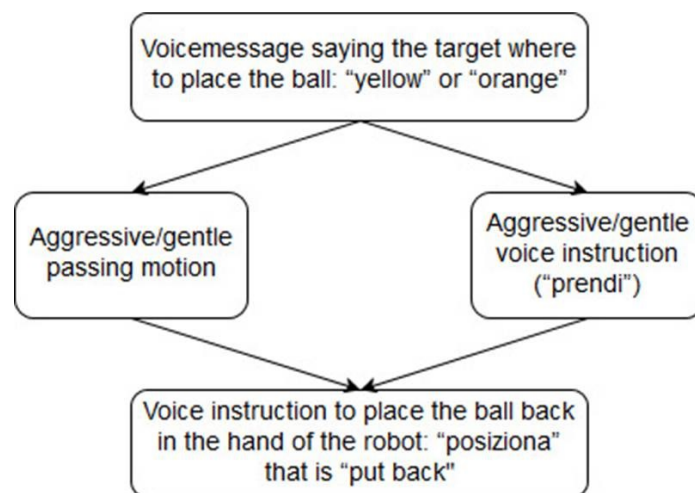 Voicemessage saying the target where
to place the ball: “yellow” or “orange”
Aggressive/gentle
passing motion
Aggressive/gentle
voice instruction
(“prendi”)
Voice instruction to place the ball back
in the hand of the robot: “posiziona”
that is “put back"